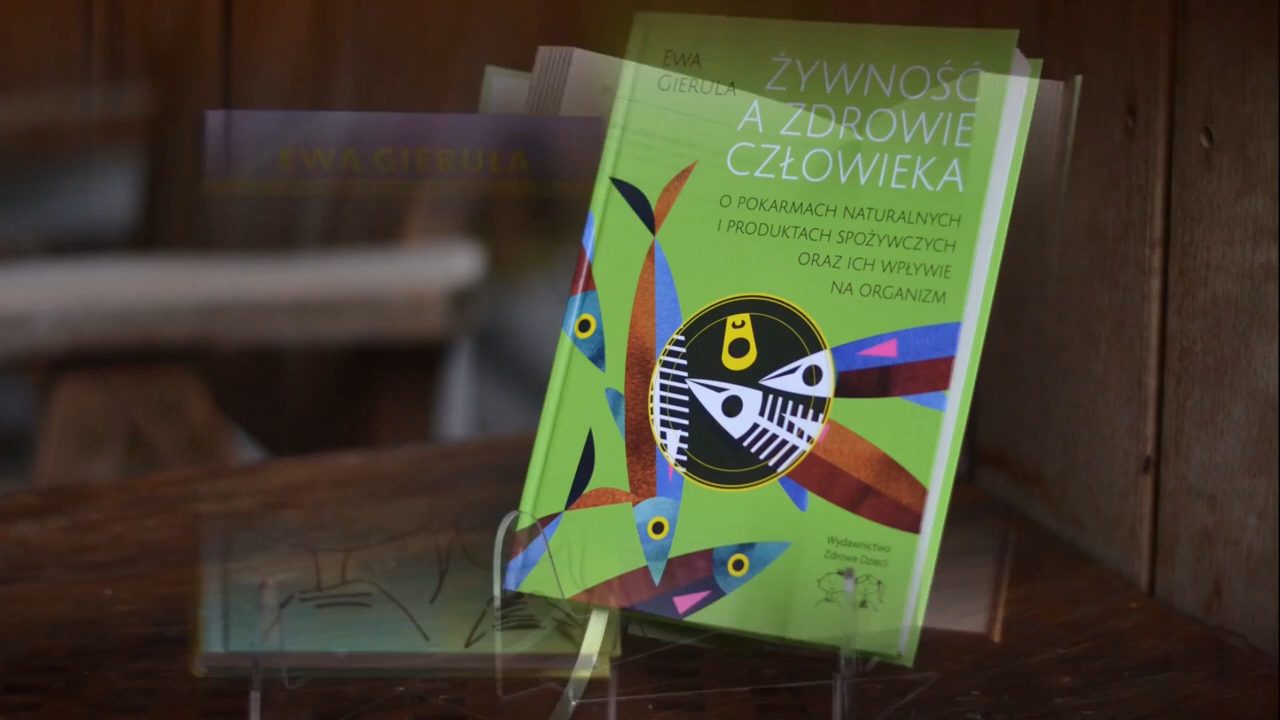 EWA
GIERULA
ŻYWNOŚĆ
A ZDROWIE
CZŁOWIEKA
O POKARMACH NATURALNYCH
I PRODUKTACH SPOŻYWCZYCH
ORAZ ICH WPŁYWIE
NA ORGANIZM
Wydawnictwo
Zdrowe Dzieci
EWA GIERULA